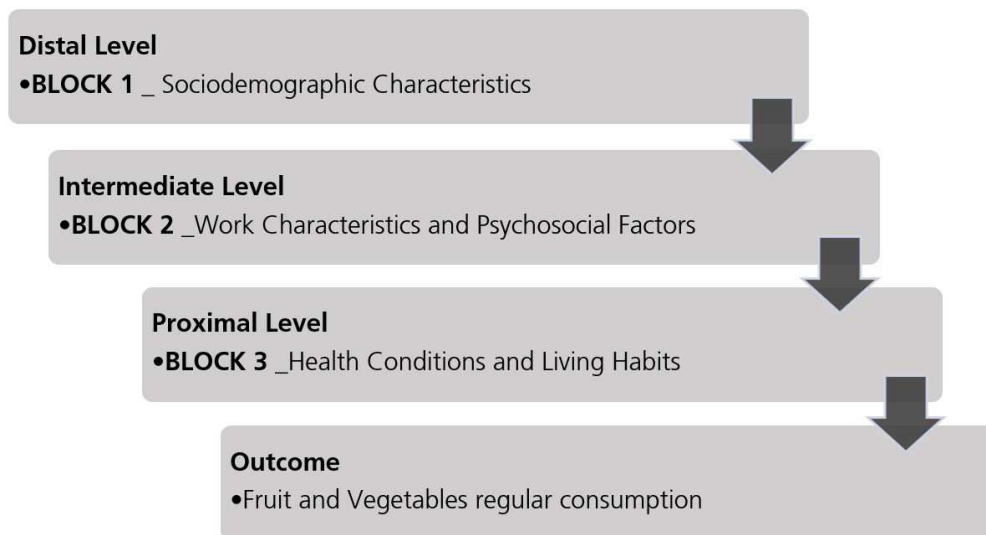 Distal Level
•BLOCK 1 _ Sociodemographic Characteristics
Intermediate Level
•BLOCK 2 _Work Characteristics and Psychosocial Factors
Proximal Level
•BLOCK 3 _Health Conditions and Living Habits
Outcome
•Fruit and Vegetables regular consumption